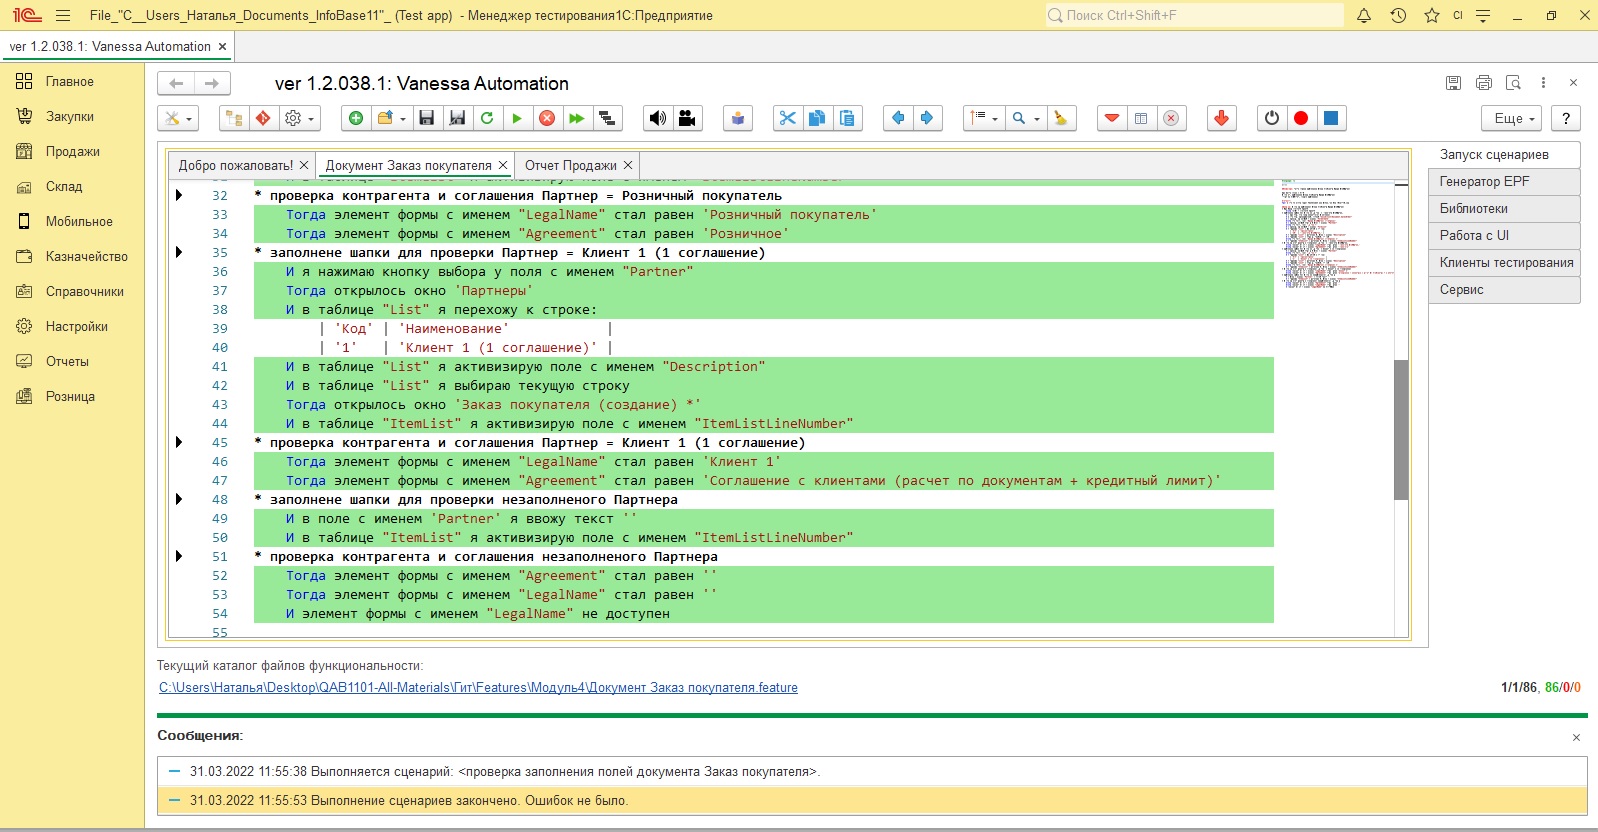 File_"C__Users_Наталья_Documents_InfoBase11"_ (Test app)  - Менеджер тестирования1С:Предприятие
Поиск Ctrl+Shift+F
CI
ver 1.2.038.1: Vanessa Automation ×
Главное
Закупки
Продажи
Склад
Мобильное
Казначейство
Справочники
Настройки
Отчеты
Розница
ver 1.2.038.1: Vanessa Automation
Еще
?
Добро пожаловать! ×
Документ Заказ покупателя ×
Отчет Продажи ×
Запуск сценариев
Генератор EPF
Библиотеки
Работа с UI
Клиенты тестирования
Сервис
32 * проверка контрагента и соглашения Партнер = Розничный покупатель
33 Тогда элемент формы с именем "LegalName" стал равен 'Розничный покупатель'
34 Тогда элемент формы с именем "Agreement" стал равен 'Розничное'
35 * заполнене шапки для проверки Партнер = Клиент 1 (1 соглашение)
36 И я нажимаю кнопку выбора у поля с именем "Partner"
37 Тогда открылось окно 'Партнеры'
38 И в таблице "List" я перехожу к строке:
39 | 'Код' | 'Наименование' |
40 | '1' | 'Клиент 1 (1 соглашение)' |
41 И в таблице "List" я активизирую поле с именем "Description"
42 И в таблице "List" я выбираю текущую строку
43 Тогда открылось окно 'Заказ покупателя (создание) *'
44 И в таблице "ItemList" я активизирую поле с именем "ItemListLineNumber"
45 * проверка контрагента и соглашения Партнер = Клиент 1 (1 соглашение)
46 Тогда элемент формы с именем "LegalName" стал равен 'Клиент 1'
47 Тогда элемент формы с именем "Agreement" стал равен 'Соглашение с клиентами (расчет по документам + кредитный лимит)'
48 * заполнене шапки для проверки незаполненого Партнера
49 И в поле с именем 'Partner' я ввожу текст ''
50 И в таблице "ItemList" я активизирую поле с именем "ItemListLineNumber"
51 * проверка контрагента и соглашения незаполненого Партнера
52 Тогда элемент формы с именем "Agreement" стал равен ''
53 Тогда элемент формы с именем "LegalName" стал равен ''
54 И элемент формы с именем "LegalName" не доступен
55
Текущий каталог файлов функциональности:
C:\Users\Наталья\Desktop\QAB1101-All-Materials\Гит\Features\Модуль4\Документ Заказ покупателя.feature
1/1/86, 86/0/0
Сообщения:
31.03.2022 11:55:38 Выполняется сценарий: <проверка заполнения полей документа Заказ покупателя>.
31.03.2022 11:55:53 Выполнение сценариев закончено. Ошибок не было.